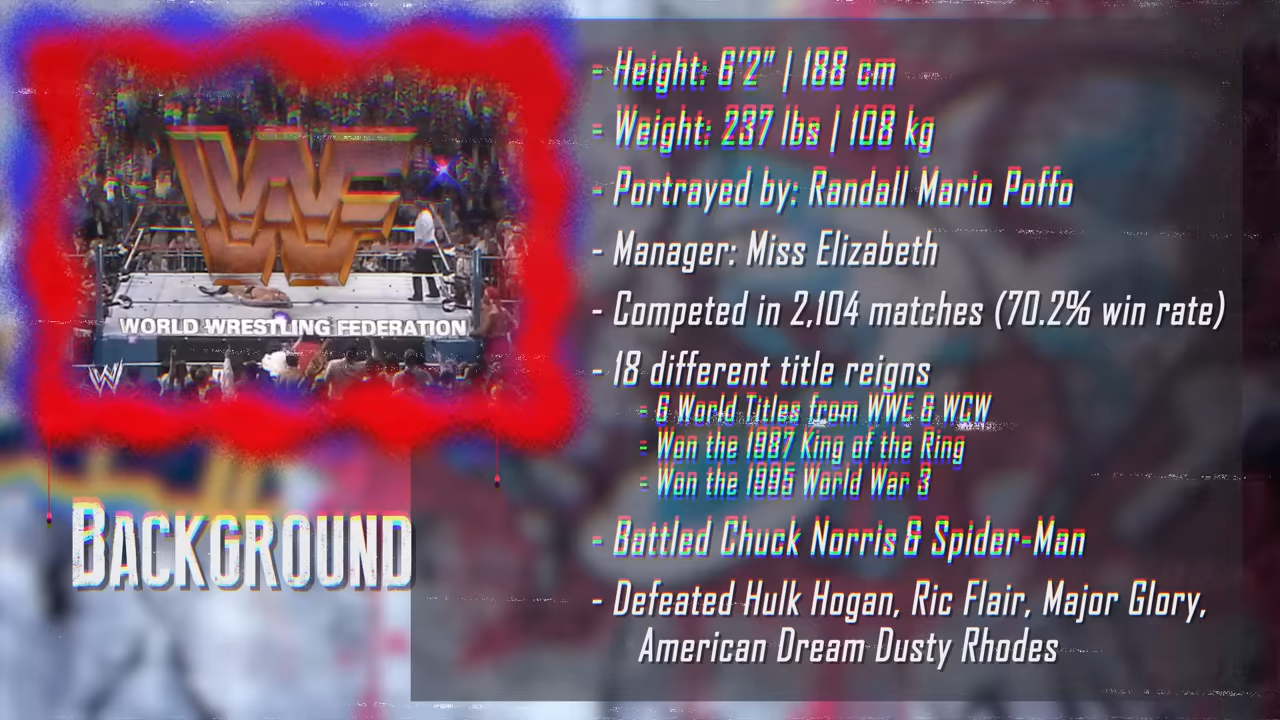 WWF
WORLD WRESTLING FEDERATION
W
BACKGROUND
- Height: 6'2" | 188 cm
- Weight: 237 lbs | 108 kg
- Portrayed by: Randall Mario Poffo
- Manager: Miss Elizabeth
- Competed in 2,104 matches (70.2% win rate)
- 18 different title reigns
- 6 World Titles from WWE & WCW
- Won the 1987 King of the Ring
- Won the 1995 World War 3
- Battled Chuck Norris & Spider-Man
- Defeated Hulk Hogan, Ric Flair, Major Glory,
American Dream Dusty Rhodes